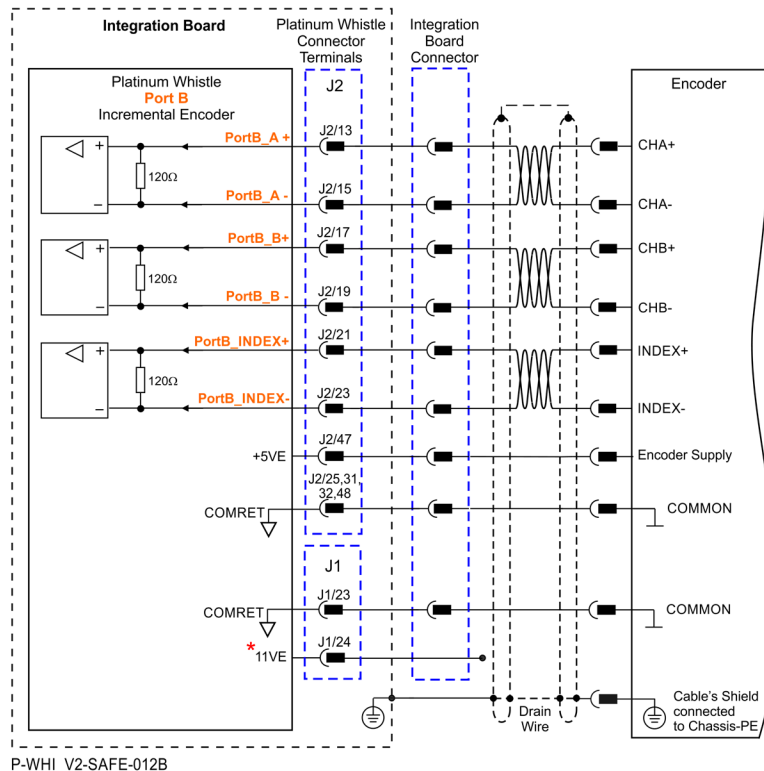 Integration Board
Platinum Whistle
Connector
Terminals
Integration
Board
Connector
Platinum Whistle
Port B
Incremental Encoder
J2
Encoder
PortB_A +
J2/13
+
CHA+
120Ω
PortB_A -
J2/15
–
CHA-
PortB_B+
J2/17
+
CHB+
120Ω
PortB_B -
J2/19
–
CHB-
PortB_INDEX+
J2/21
+
INDEX+
120Ω
PortB_INDEX-
J2/23
–
INDEX-
+5VE
J2/47
Encoder Supply
J2/25,31,
32,48
COMRET
COMMON
J1
J1/23
COMRET
COMMON
J1/24
*11VE
Drain
Wire
Cable's Shield
connected
to Chassis-PE
P-WHI V2-SAFE-012B